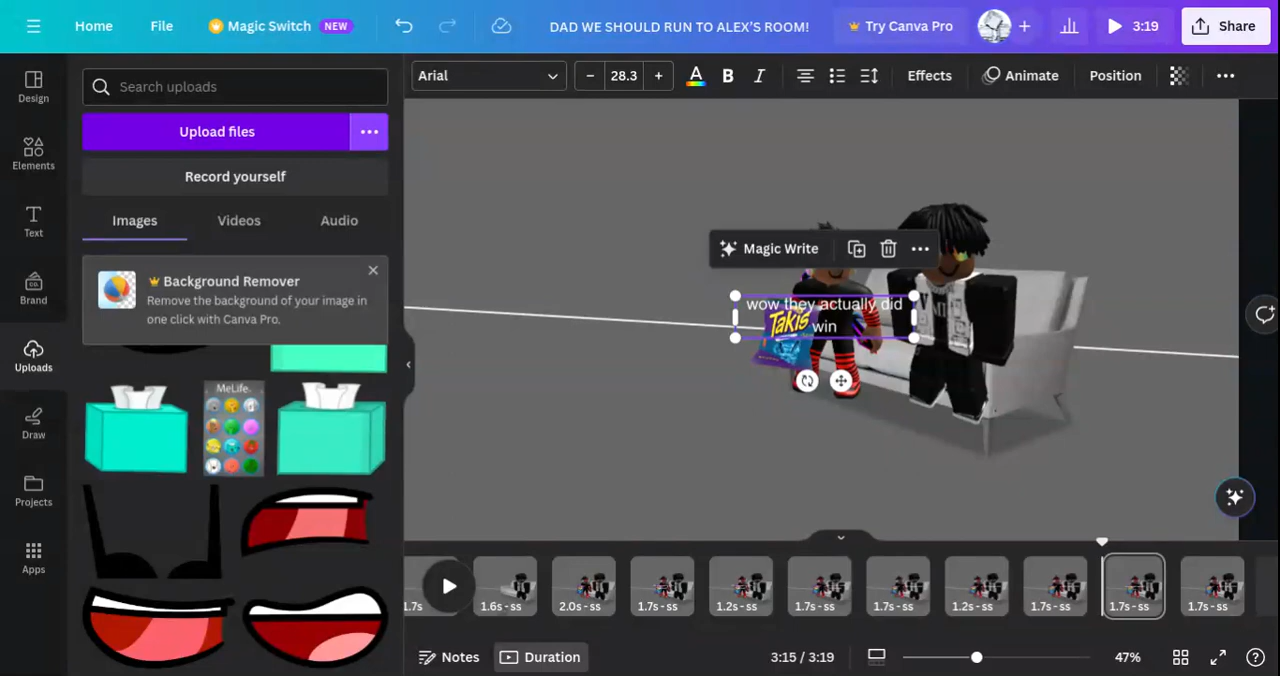 Home
File
Magic Switch NEW
DAD WE SHOULD RUN TO ALEX'S ROOM!
Try Canva Pro
3:19
Share
Design
Elements
Text
Brand
Uploads
Draw
Projects
Apps
Search uploads
Upload files
Record yourself
Images
Videos
Audio
Background Remover
Remove the background of your image in
one click with Canva Pro.
MeLife.
Arial
28.3
A
B
I
Effects
Animate
Position
Magic Write
wow they actually did
win
Takis
1.7s
1.6s-ss
2.0s-ss
1.7s-ss
1.2s-ss
1.7s-ss
1.7s-ss
1.2s-ss
1.7s-ss
1.7s-ss
1.7s-ss
Notes
Duration
3:15 / 3:19
47%